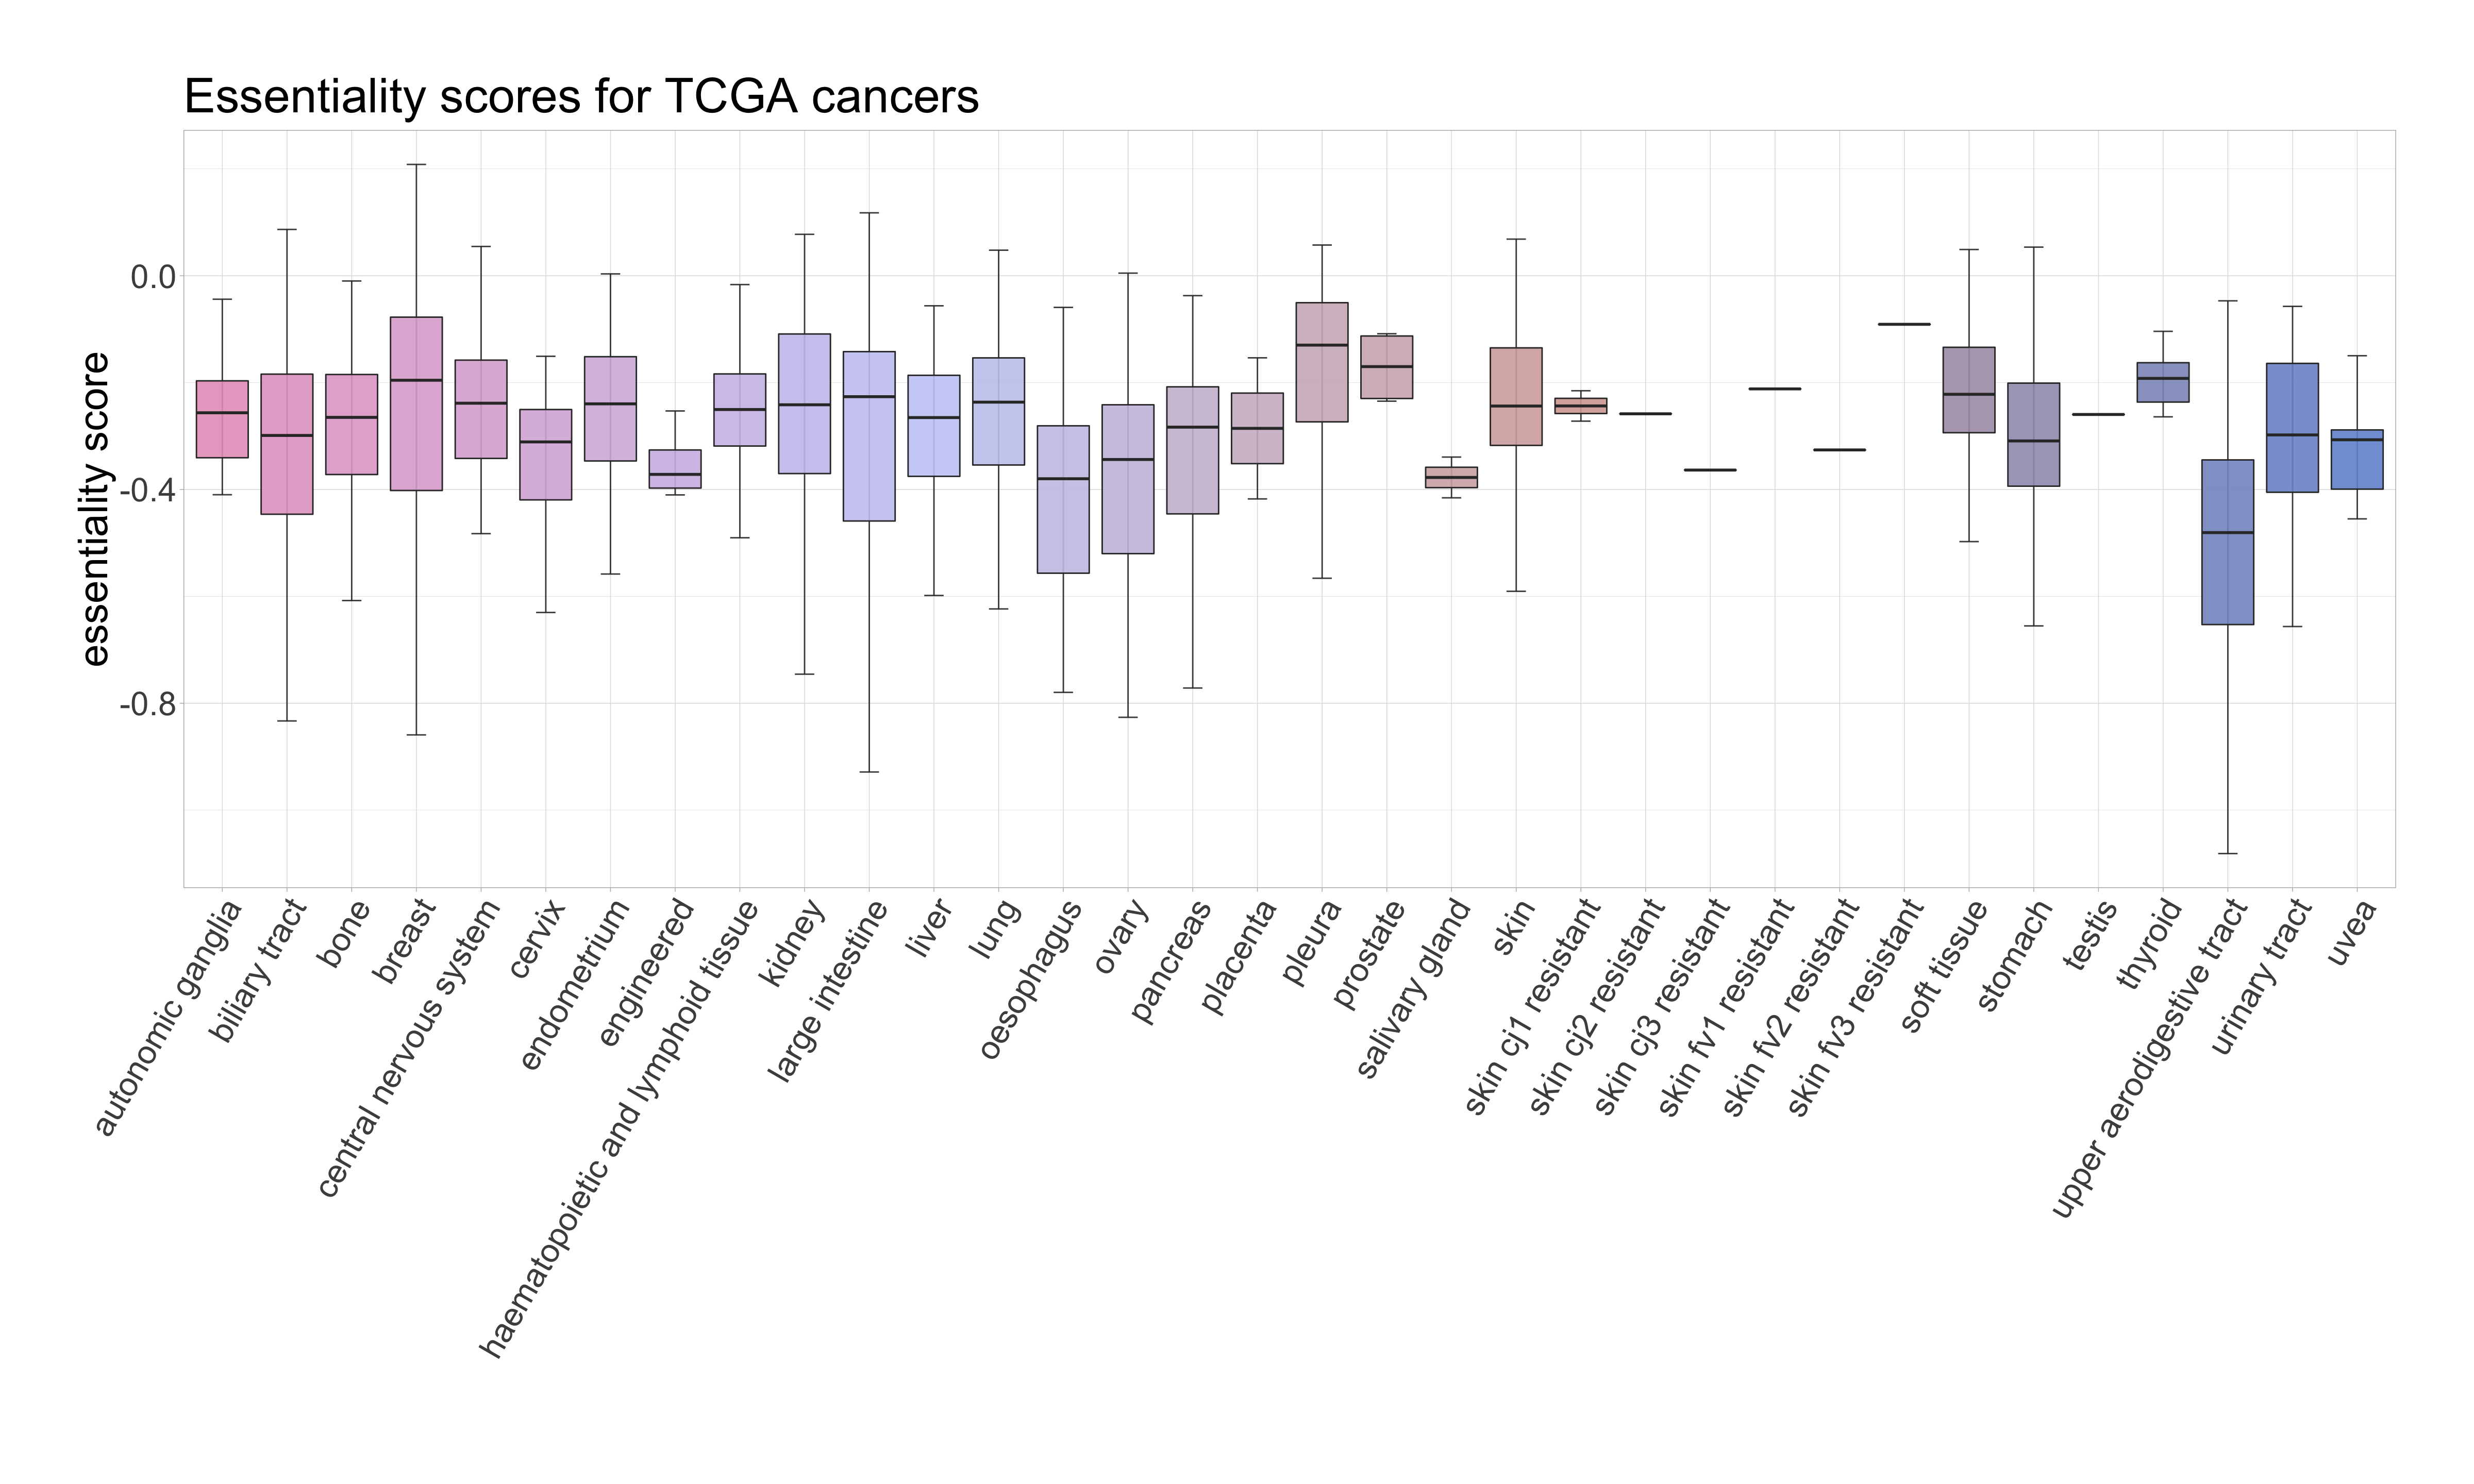 Essentiality scores for TCGA cancers
essentiality score
0.0
-0.4
-0.8
autonomic ganglia
biliary tract
bone
breast
central nervous system
cervix
endometrium
engineered
haematopoietic and lymphoid tissue
kidney
large intestine
liver
lung
oesophagus
ovary
pancreas
placenta
pleura
prostate
salivary gland
skin
skin cj1 resistant
skin cj2 resistant
skin cj3 resistant
skin fv1 resistant
skin fv2 resistant
skin fv3 resistant
soft tissue
stomach
testis
thyroid
upper aerodigestive tract
urinary tract
uvea